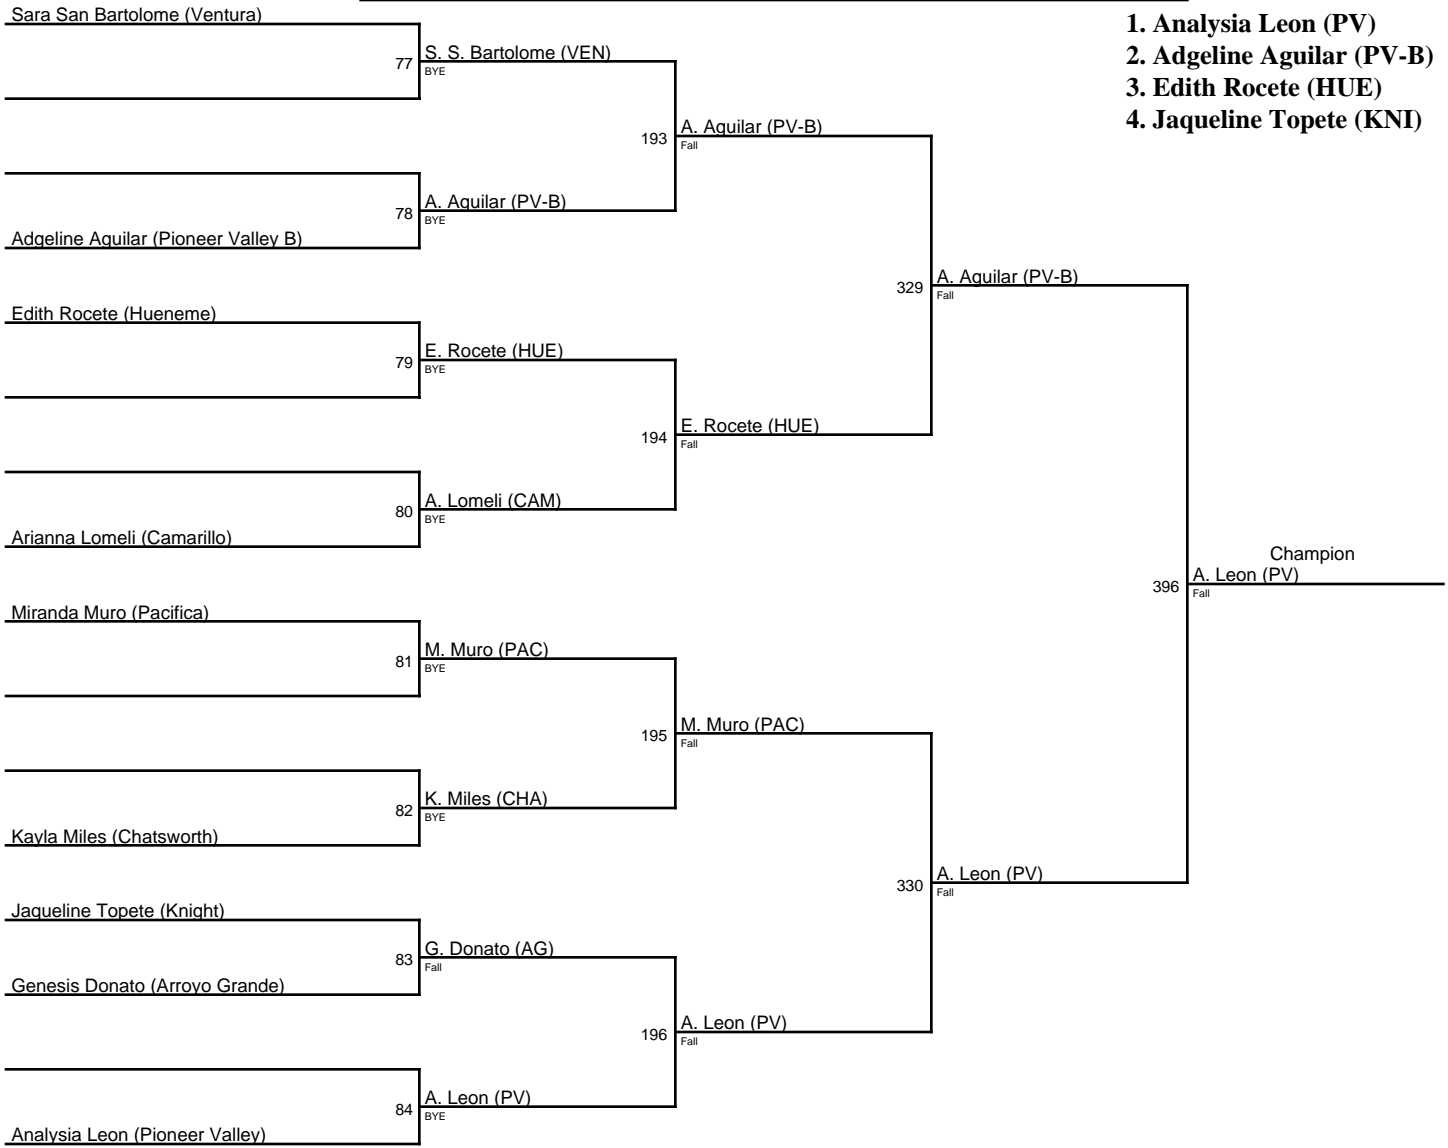 Sara San Bartolome (Ventura)
1. Analysia Leon (PV)
2. Adgeline Aguilar (PV-B)
3. Edith Rocete (HUE)
4. Jaqueline Topete (KNI)
77
S. S. Bartolome (VEN)
BYE
193
A. Aguilar (PV-B)
Fall
78
A. Aguilar (PV-B)
BYE
Adgeline Aguilar (Pioneer Valley B)
329
A. Aguilar (PV-B)
Fall
Edith Rocete (Hueneme)
79
E. Rocete (HUE)
BYE
194
E. Rocete (HUE)
Fall
80
A. Lomeli (CAM)
BYE
Arianna Lomeli (Camarillo)
Champion
396
A. Leon (PV)
Fall
Miranda Muro (Pacifica)
81
M. Muro (PAC)
BYE
195
M. Muro (PAC)
Fall
82
K. Miles (CHA)
BYE
Kayla Miles (Chatsworth)
330
A. Leon (PV)
Fall
Jaqueline Topete (Knight)
83
G. Donato (AG)
Fall
Genesis Donato (Arroyo Grande)
196
A. Leon (PV)
Fall
84
A. Leon (PV)
BYE
Analysia Leon (Pioneer Valley)